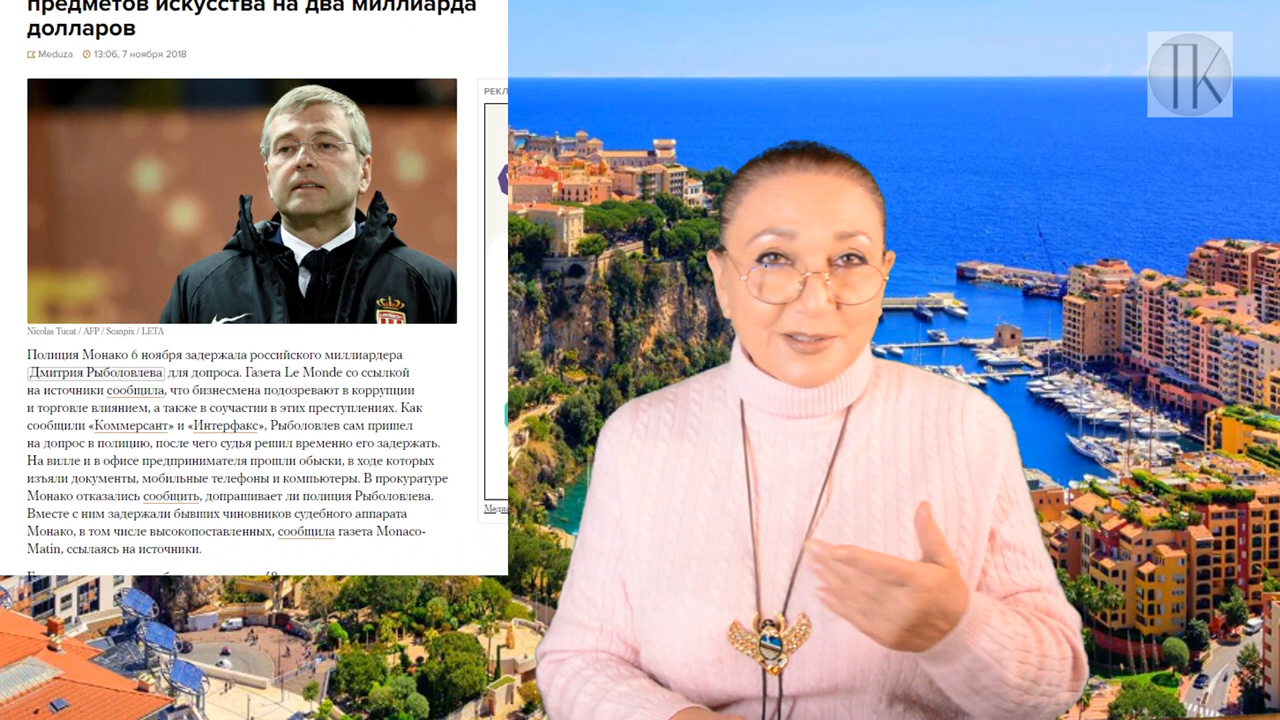 предметов искусства на два миллиарда
долларов
Meduza 13:06, 7 ноября 2018
РЕКЛ
Nicolas Tucat / AFP / Scanpix / LETA
Полиция Монако 6 ноября задержала российского миллиардера
Дмитрия Рыболовлева для допроса. Газета Le Monde со ссылкой
на источники сообщила, что бизнесмена подозревают в коррупции
и торговле влиянием, а также в соучастии в этих преступлениях. Как
сообщили «Коммерсант» и «Интерфакс», Рыболовлев сам пришел
на допрос в полицию, после чего судья решил временно его задержать.
На вилле и в офисе предпринимателя прошли обыски, в ходе которых
изъяли документы, мобильные телефоны и компьютеры. В прокуратуре
Монако отказались сообщить, допрашивает ли полиция Рыболовлева.
Вместе с ним задержали бывших чиновников судебного аппарата
Монако, в том числе высокопоставленных, сообщила газета Monaco-
Matin, ссылаясь на источники.
Медиа
ТК